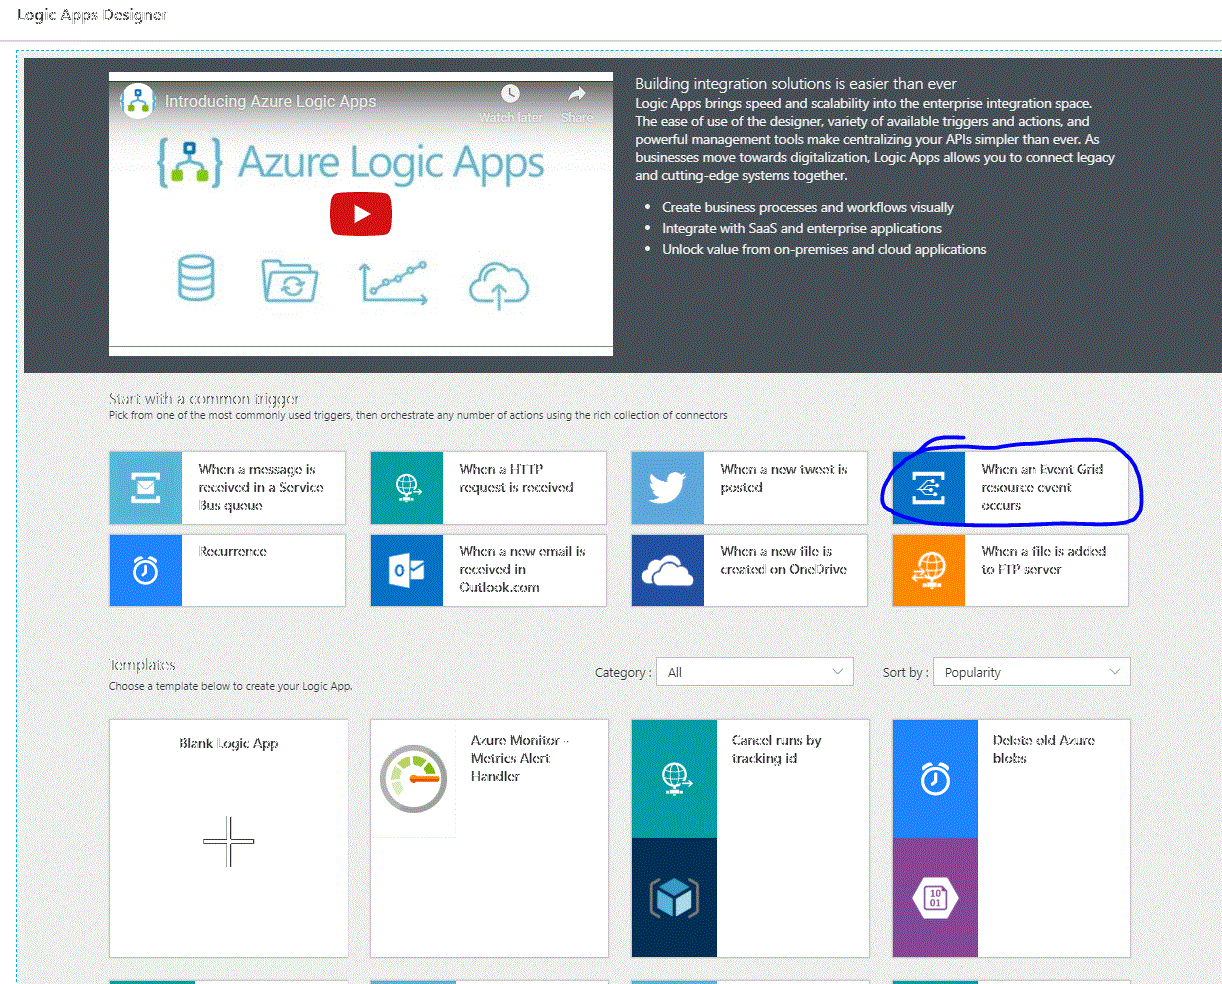 Logic Apps Designer
Introducing Azure Logic Apps
Watch later
Share
Azure Logic Apps
Building integration solutions is easier than ever
Logic Apps brings speed and scalability into the enterprise integration space.
The ease of use of the designer, variety of available triggers and actions, and
powerful management tools make centralizing your APIs simpler than ever. As
businesses move towards digitalization, Logic Apps allows you to connect legacy
and cutting-edge systems together.
• Create business processes and workflows visually
• Integrate with SaaS and enterprise applications
• Unlock value from on-premises and cloud applications
Start with a common trigger
Pick from one of the most commonly used triggers, then orchestrate any number of actions using the rich collection of connectors
When a message is
received in a Service
Bus queue
When a HTTP
request is received
When a new tweet is
posted
When an Event Grid
resource event
occurs
Recurrence
When a new email is
received in
Outlook.com
When a new file is
created on OneDrive
When a file is added
to FTP server
Templates
Choose a template below to create your Logic App.
Category : All
Sort by : Popularity
Blank Logic App
Azure Monitor -
Metrics Alert
Handler
Cancel runs by
tracking id
Delete old Azure
blobs
10
01